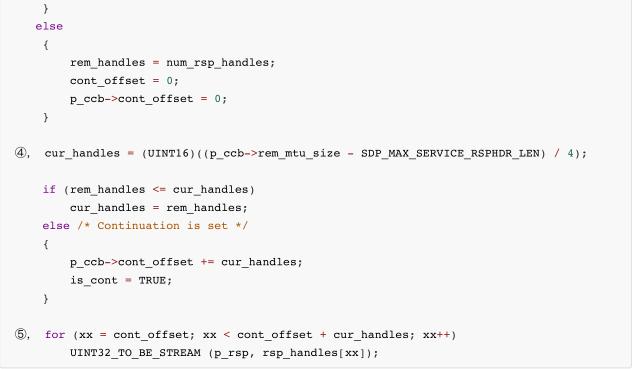 }
else
{
rem_handles = num_rsp_handles;
cont_offset = 0;
p_ccb->cont_offset = 0;
}
④, cur_handles = (UINT16)((p_ccb->rem_mtu_size - SDP_MAX_SERVICE_RSPHDR_LEN) / 4);
if (rem_handles <= cur_handles)
cur_handles = rem_handles;
else /* Continuation is set */
{
p_ccb->cont_offset += cur_handles;
is_cont = TRUE;
}
⑤, for (xx = cont_offset; xx < cont_offset + cur_handles; xx++)
UINT32_TO_BE_STREAM (p_rsp, rsp_handles[xx]);